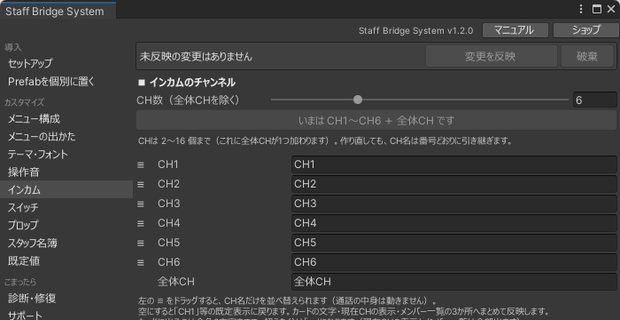 Staff Bridge System
Staff Bridge System v1.2.0
マニュアル
ショップ
導入
セットアップ
Prefabを個別に置く
カスタマイズ
メニュー構成
メニューの出かた
テーマ・フォント
操作音
インカム
スイッチ
プロップ
スタッフ名簿
既定値
こまったら
診断・修復
サポート
未反映の変更はありません
変更を反映
破棄
■ インカムのチャンネル
CH数（全体CHを除く）
6
いまは CH1～CH6 ＋ 全体CH です
CHは 2～16 個まで（これに全体CHが1つ加わります）。作り直しても、CH名は番号どおりに引き継ぎます。
≡ CH1 CH1
≡ CH2 CH2
≡ CH3 CH3
≡ CH4 CH4
≡ CH5 CH5
≡ CH6 CH6
全体CH 全体CH
左の ≡ をドラッグすると、CH名だけを並べ替えられます（通話の中身は動きません）。
空にすると「CH1」等の既定表示に戻ります。カードの文字・現在CHの表示・メンバー一覧の3か所へまとめて反映します。